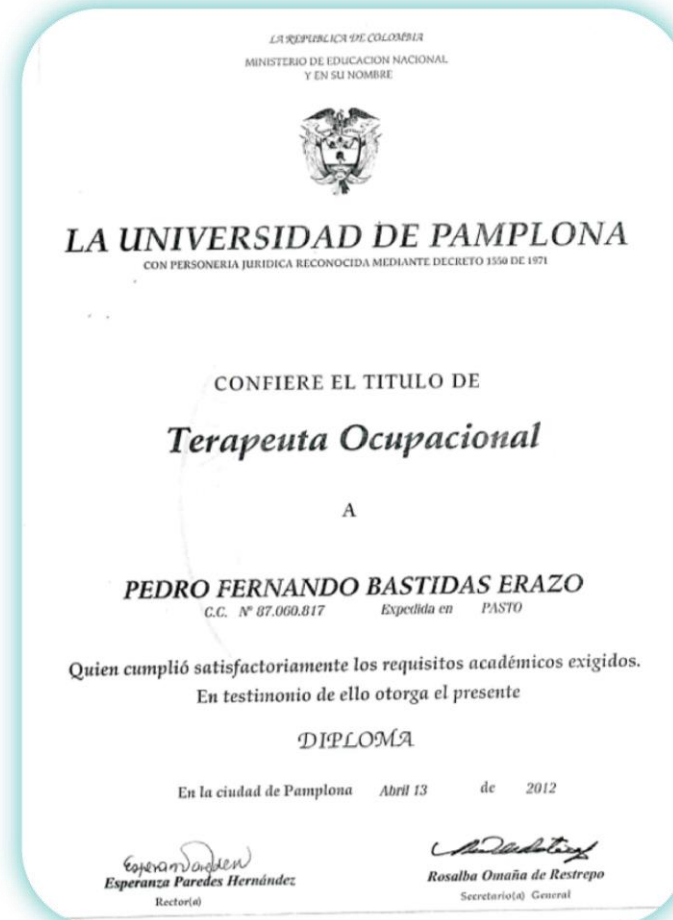 LA REPUBLICA DE COLOMBIA
MINISTERIO DE EDUCACION NACIONAL
Y EN SU NOMBRE
LA UNIVERSIDAD DE PAMPLONA
CON PERSONERIA JURIDICA RECONOCIDA MEDIANTE DECRETO 1550 DE 1971
CONFIERE EL TITULO DE
Terapeuta Ocupacional
A
PEDRO FERNANDO BASTIDAS ERAZO
C.C. Nº 87.060.817 Expedida en PASTO
Quien cumplió satisfactoriamente los requisitos académicos exigidos.
En testimonio de ello otorga el presente
DIPLOMA
En la ciudad de Pamplona Abril 13 de 2012
Esperanza Paredes Hernández
Rector(a)
Rosalba Omaña de Restrepo
Secretario(a) General